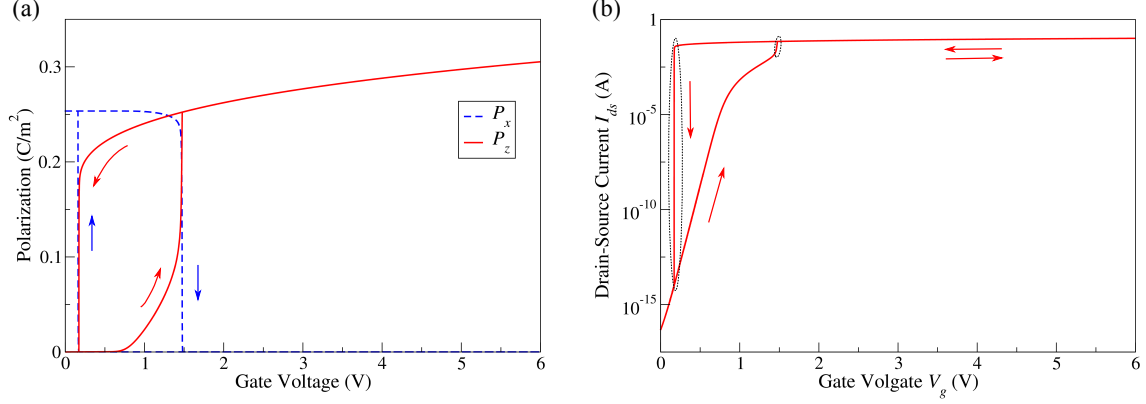 (a)
Polarization (C/m²)
0.3
0.2
0.1
0
P_x
P_z
0 1 2 3 4 5 6
Gate Voltage (V)
(b)
Drain-Source Current I_ds (A)
1
10⁻⁵
10⁻¹⁰
10⁻¹⁵
0 1 2 3 4 5 6
Gate Volgate V_g (V)